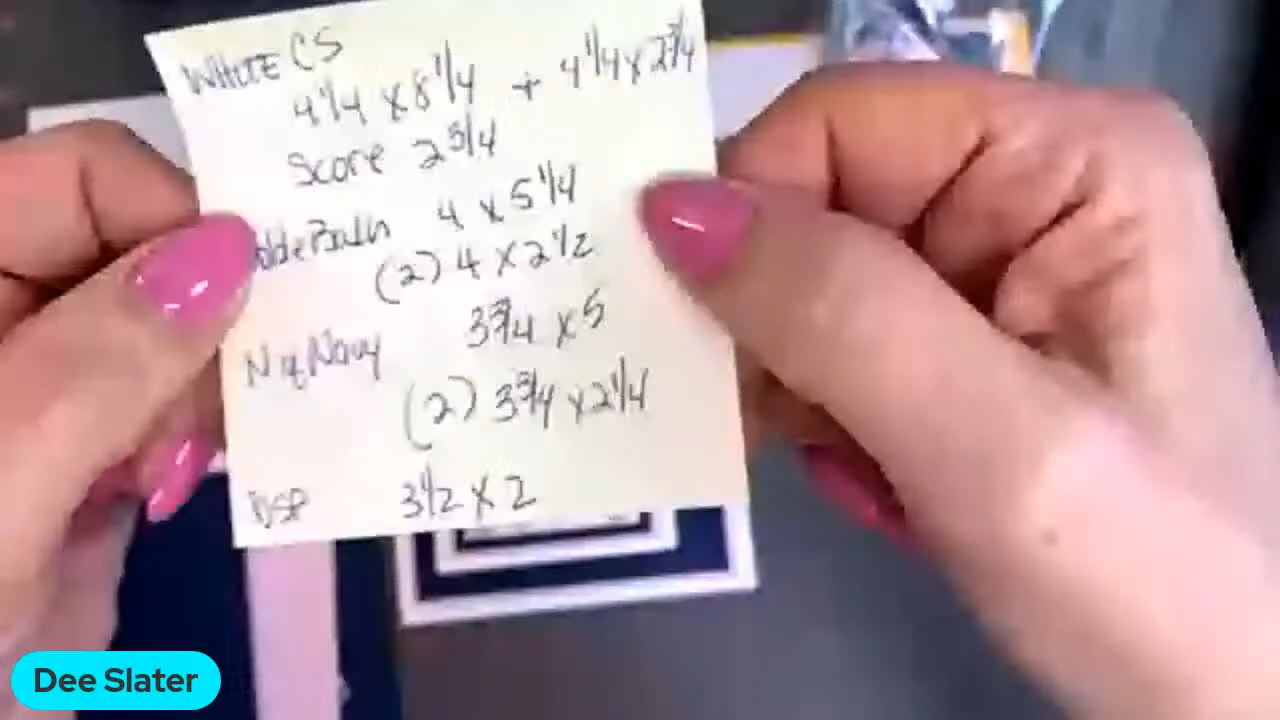 WHITE CS
4 1/4 x 8 1/4 + 4 1/4 x 2 3/4
Score 2 3/4
4 x 5 1/4
(2) 4 x 2 1/2
Navy 3 3/4 x 5
(2) 3 3/4 x 2 1/4
DSP 3 1/2 x 2
Dee Slater